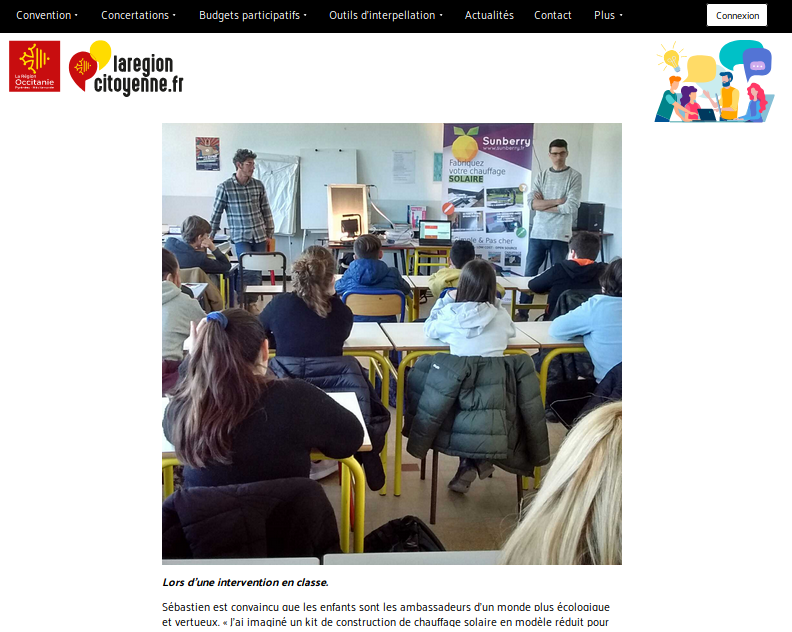 Convention
Concertations
Budgets participatifs
Outils d'interpellation
Actualités
Contact
Plus
Connexion
La Région
Occitanie
Pyrénées - Méditerranée
laregion
citoyenne.fr
Sunberry
www.sunberry.fr
Fabriquez
votre chauffage
SOLAIRE
& Pas cher
Lors d'une intervention en classe.
Sébastien est convaincu que les enfants sont les ambassadeurs d'un monde plus écologique
et vertueux. « J'ai imaginé un kit de construction de chauffage solaire en modèle réduit pour